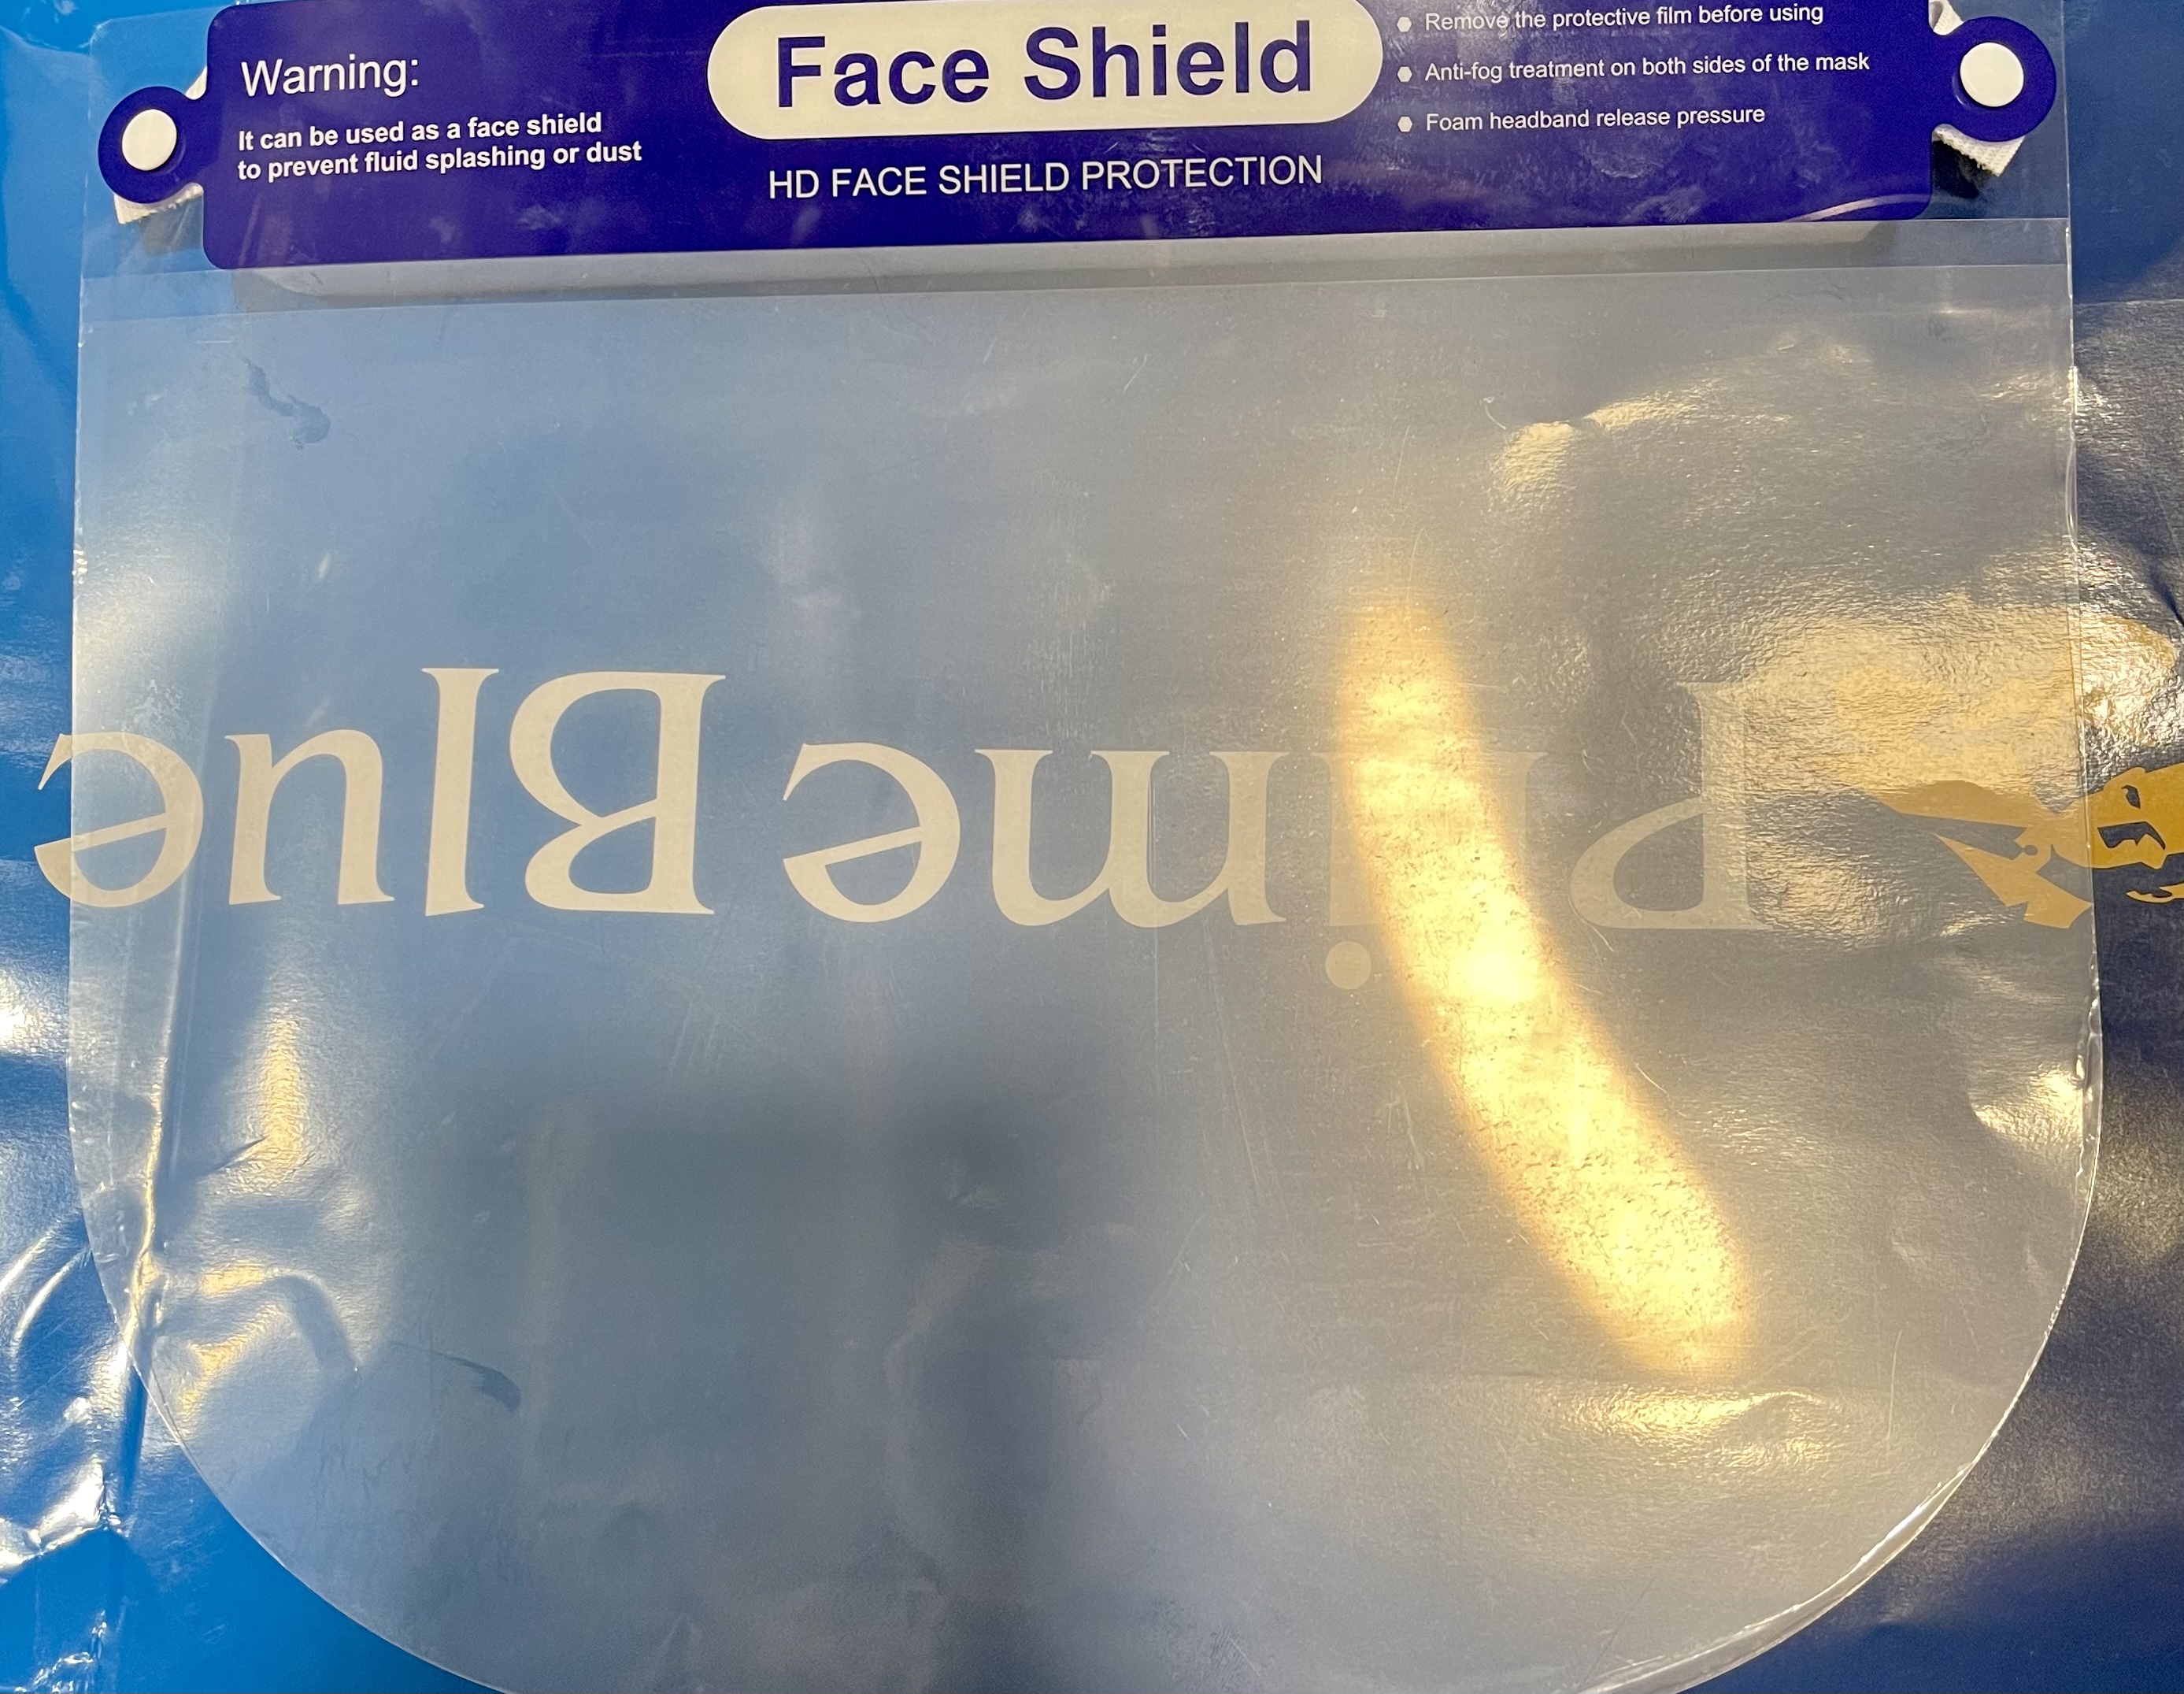 Warning:
It can be used as a face shield
to prevent fluid splashing or dust
Face Shield
HD FACE SHIELD PROTECTION
Remove the protective film before using
Anti-fog treatment on both sides of the mask
Foam headband release pressure
Prime Blue